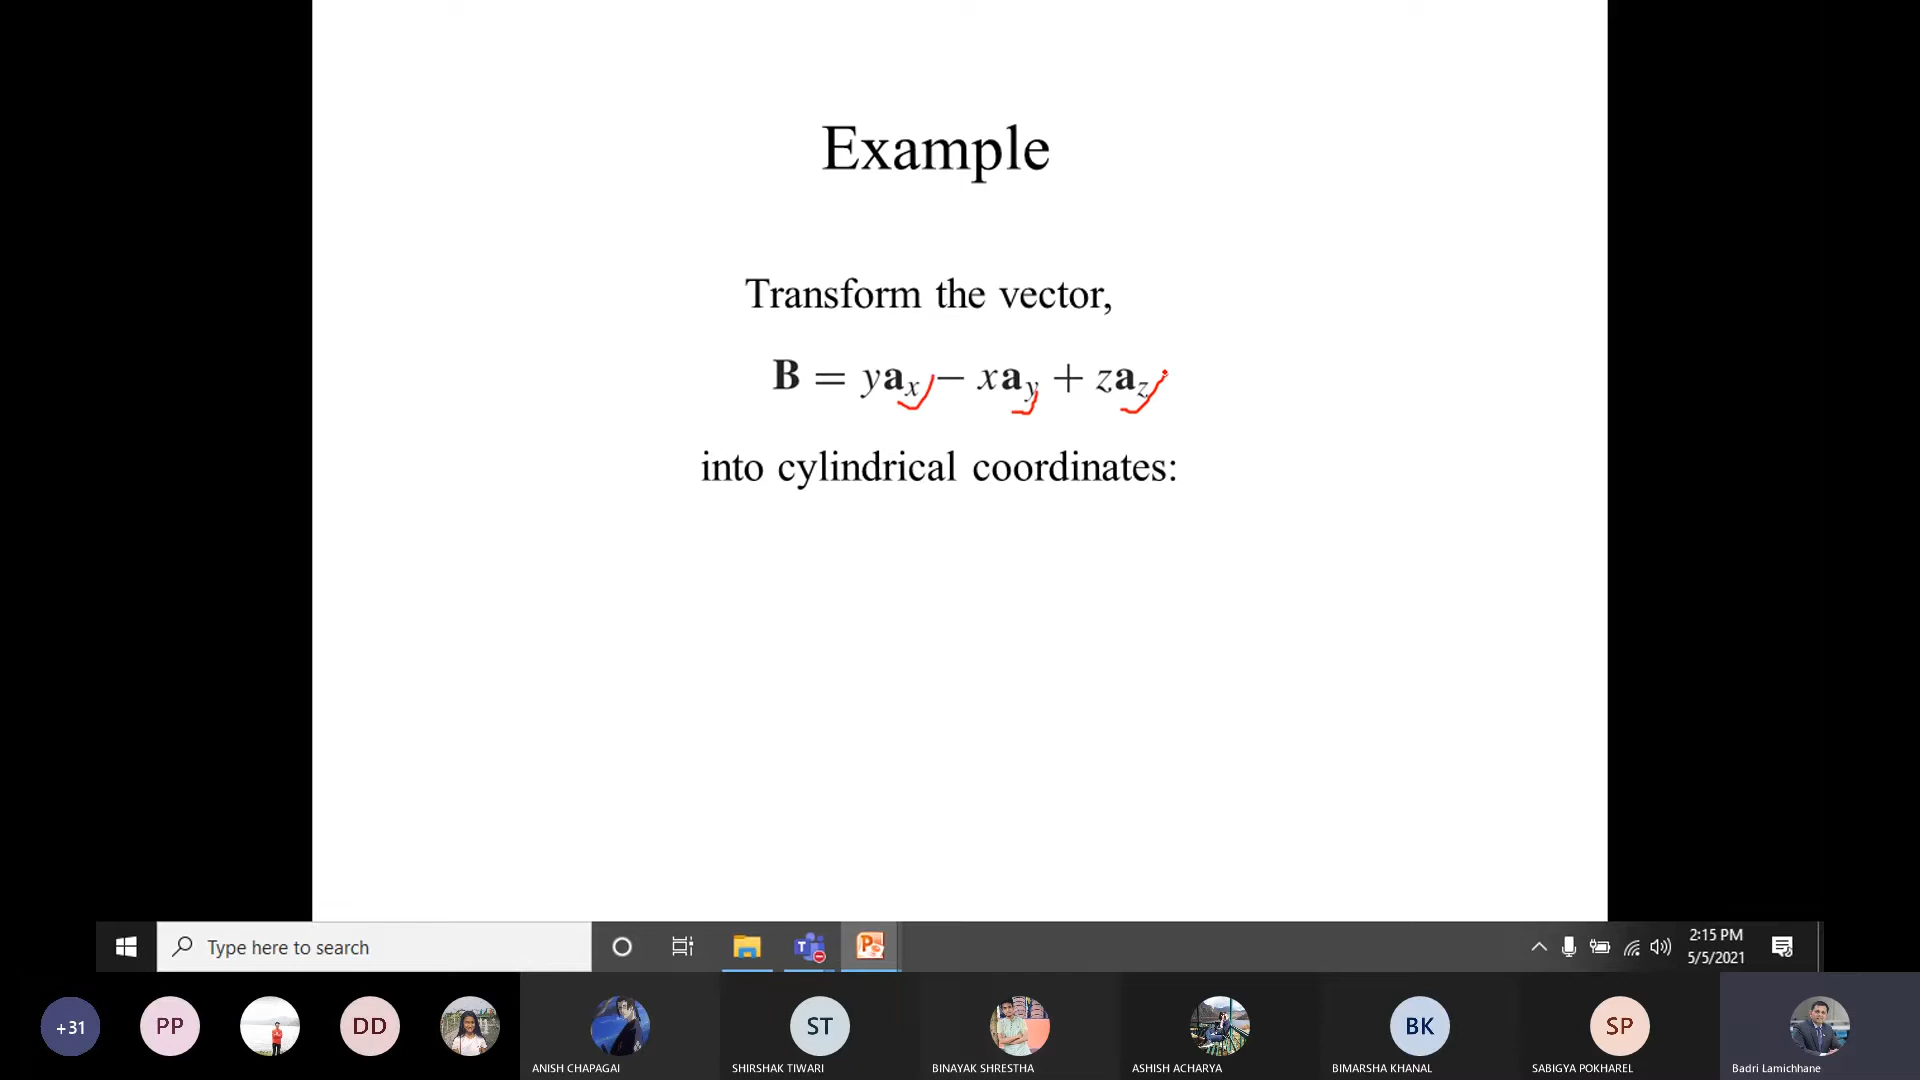 Example
Transform the vector,
B = ya_x − xa_y + za_z
into cylindrical coordinates:
Type here to search
2:15 PM
5/5/2021
+31
PP
DD
ST
BK
SP
ANISH CHAPAGAI
SHIRSHAK TIWARI
BINAYAK SHRESTHA
ASHISH ACHARYA
BIMARSHA KHANAL
SABIGYA POKHAREL
Badri Lamichhane